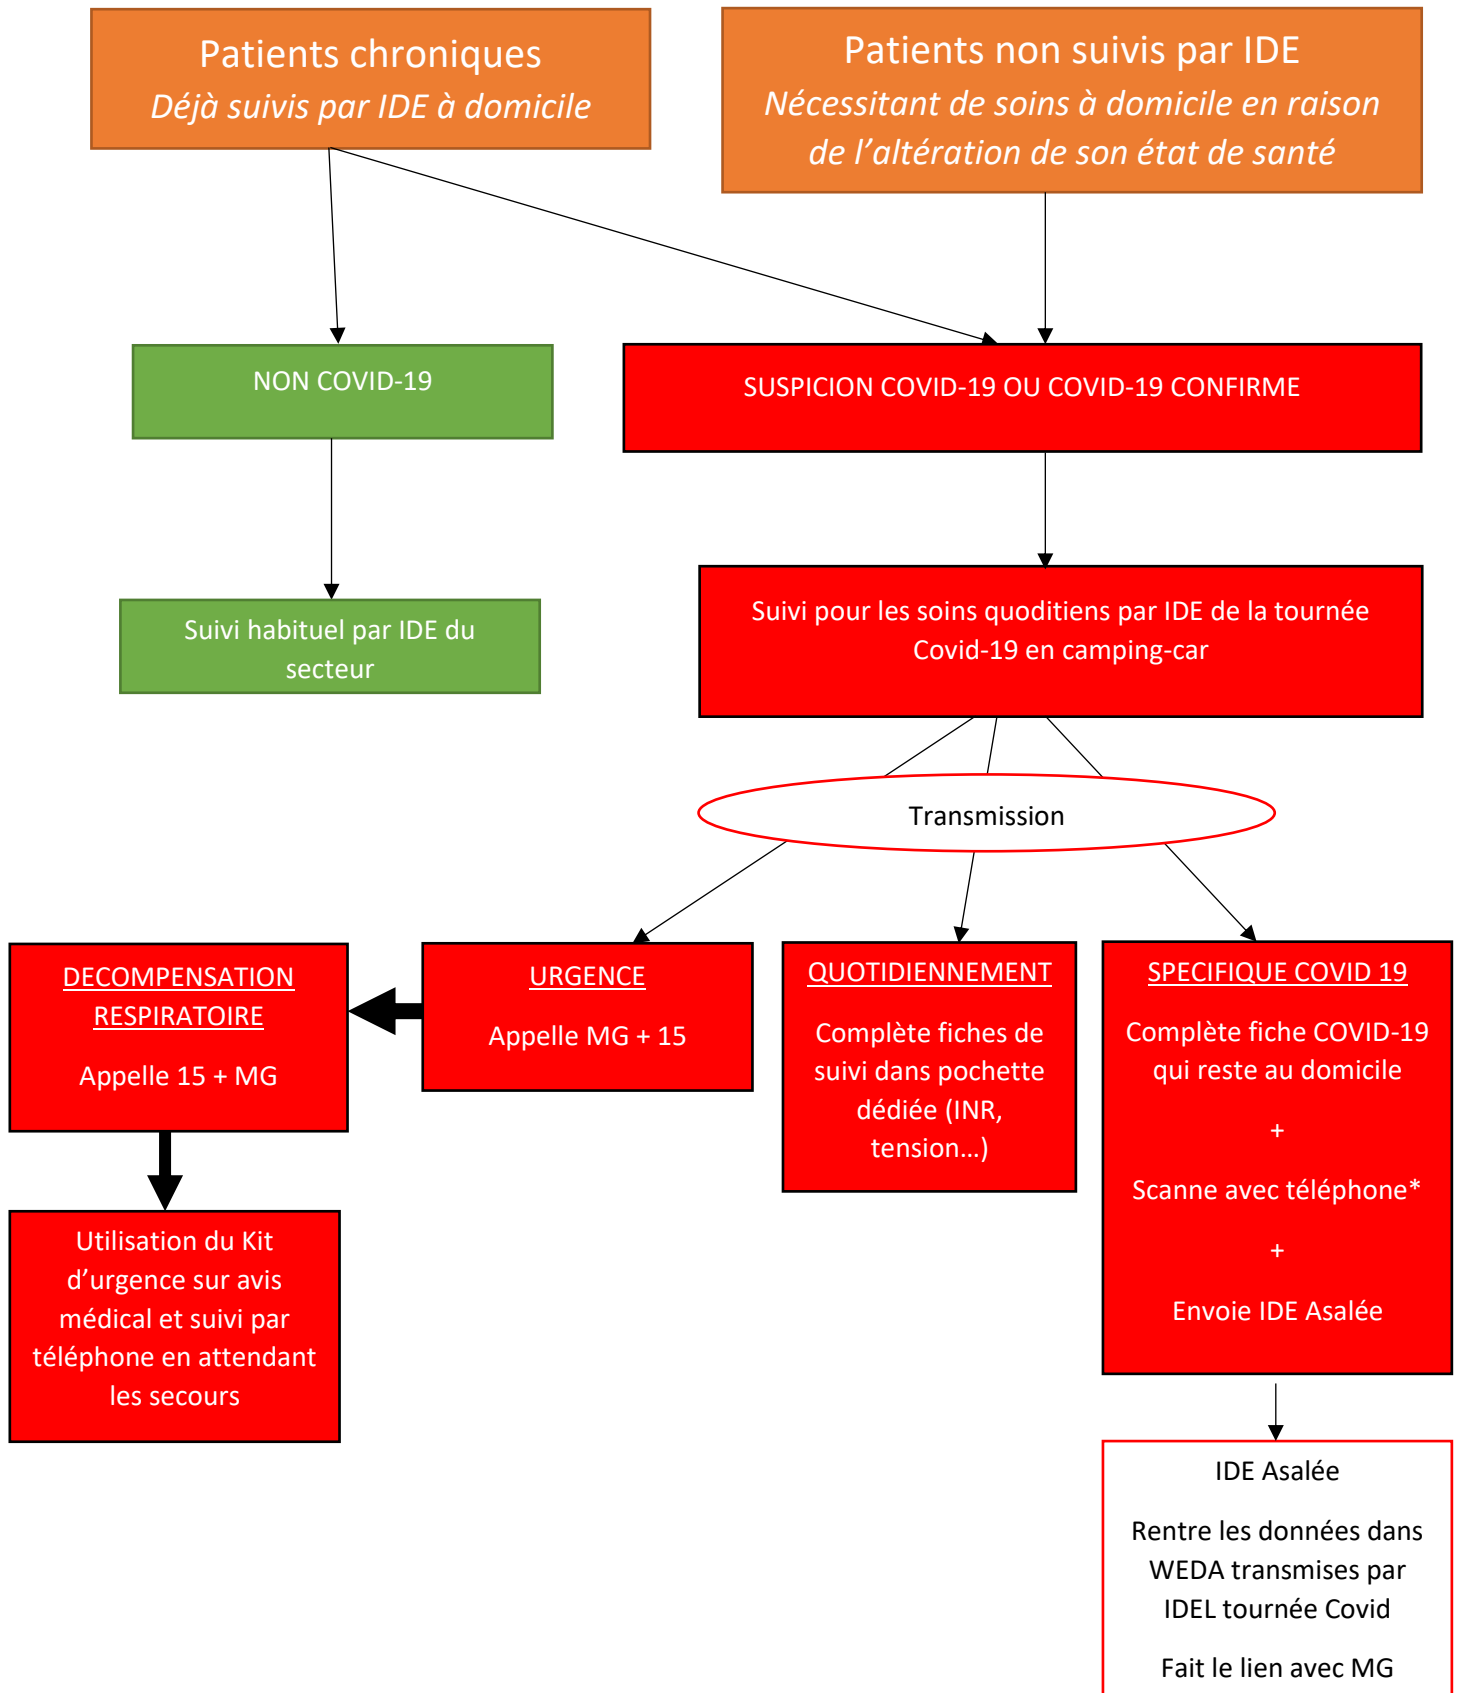 Patients chroniques
Déjà suivis par IDE à domicile
Patients non suivis par IDE
Nécessitant de soins à domicile en raison
de l’altération de son état de santé
NON COVID-19
SUSPICION COVID-19 OU COVID-19 CONFIRME
Suivi habituel par IDE du
secteur
Suivi pour les soins quoditiens par IDE de la tournée
Covid-19 en camping-car
Transmission
DECOMPENSATION
RESPIRATOIRE
Appelle 15 + MG
URGENCE
Appelle MG + 15
QUOTIDIENNEMENT
Complète fiches de
suivi dans pochette
dédiée (INR,
tension…)
SPECIFIQUE COVID 19
Complète fiche COVID-19
qui reste au domicile
+
Scanne avec téléphone*
+
Envoie IDE Asalée
Utilisation du Kit
d’urgence sur avis
médical et suivi par
téléphone en attendant
les secours
IDE Asalée
Rentre les données dans
WEDA transmises par
IDEL tournée Covid
Fait le lien avec MG